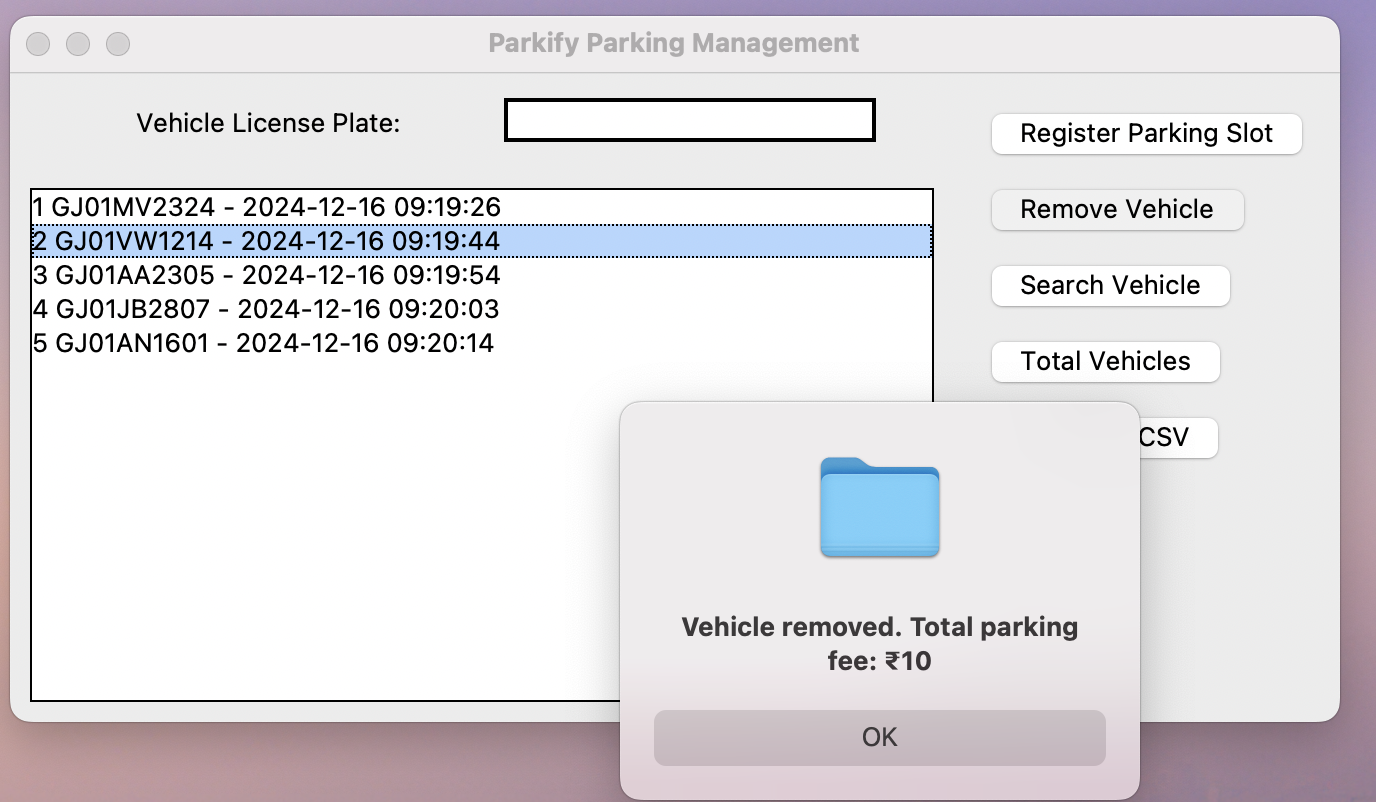 Parkify Parking Management
Vehicle License Plate:
Register Parking Slot
1 GJ01MV2324 - 2024-12-16 09:19:26
Remove Vehicle
2 GJ01VW1214 - 2024-12-16 09:19:44
3 GJ01AA2305 - 2024-12-16 09:19:54
Search Vehicle
4 GJ01JB2807 - 2024-12-16 09:20:03
5 GJ01AN1601 - 2024-12-16 09:20:14
Total Vehicles
CSV
Vehicle removed. Total parking
fee: ₹10
OK